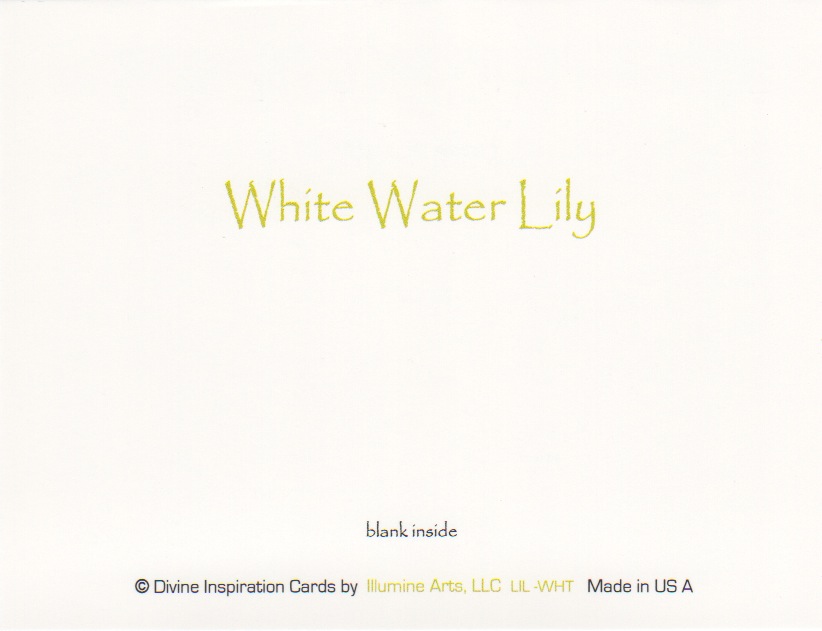 White Water Lily
blank inside
© Divine Inspiration Cards by Illumine Arts, LLC LIL -WHT Made in US A